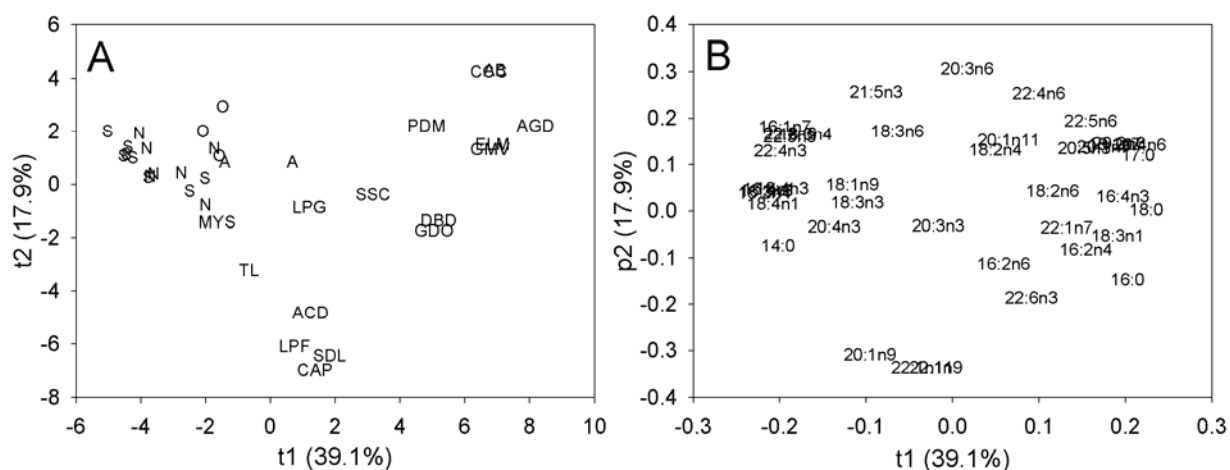 A
6
4
2
0
-2
-4
-6
-8
t2 (17.9%)
-6 -4 -2 0 2 4 6 8 10
t1 (39.1%)
O
S N O
S N N O
A A
S N N S
S N
MYS
TL
LPG
SSC
PDM
AGD
ELM
GMV
DBD
GDO
ACD
LPF
SDL
CAP
B
0.4
0.3
0.2
0.1
0.0
-0.1
-0.2
-0.3
-0.4
p2 (17.9%)
-0.3 -0.2 -0.1 0.0 0.1 0.2 0.3
t1 (39.1%)
20:3n6
21:5n3 22:4n6
16:1n7 18:3n6 22:5n6
20:1n11
22:4n3 18:2n4 17:0
18:1n9 18:2n6
18:4n1 18:3n3 16:4n3
18:0
14:0 20:4n3 20:3n3 22:1n7
18:3n1
16:2n4
16:2n6 16:0
22:6n3
20:1n9